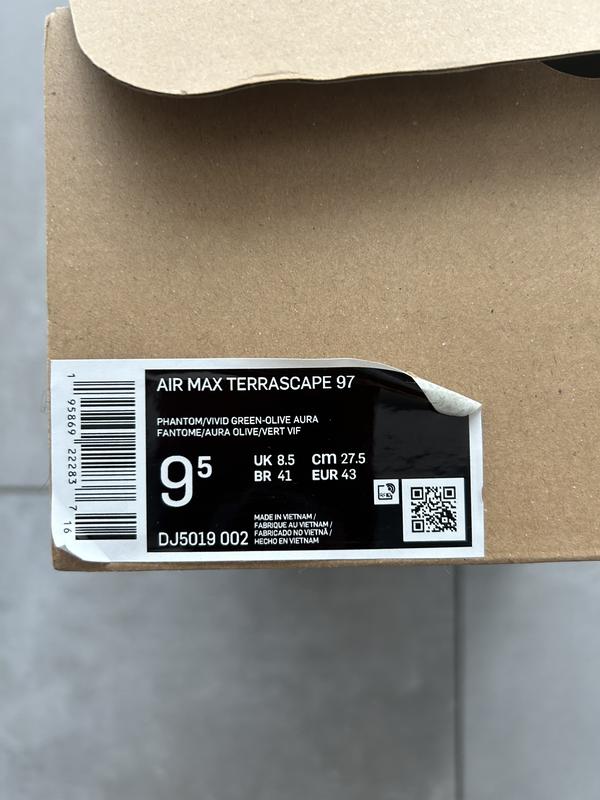 AIR MAX TERRASCAPE 97
PHANTOM/VIVID GREEN-OLIVE AURA
FANTOME/AURA OLIVE/VERT VIF
9⁵
UK 8.5 cm 27.5
BR 41 EUR 43
DJ5019 002
MADE IN VIETNAM /
FABRIQUE AU VIETNAM /
FABRICADO NO VIETNÃ /
HECHO EN VIETNAM
1 95869 22283 7 16